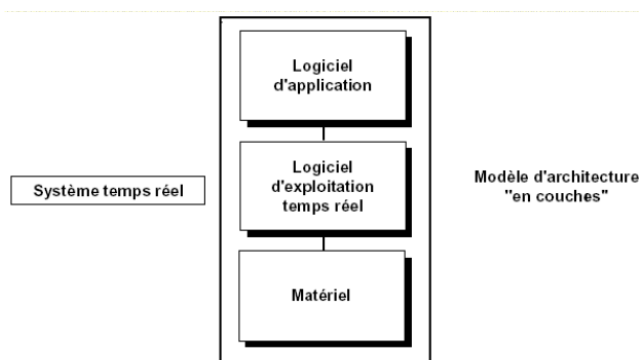 Logiciel
d'application
Logiciel
d'exploitation
temps réel
Matériel
Système temps réel
Modèle d'architecture
"en couches"